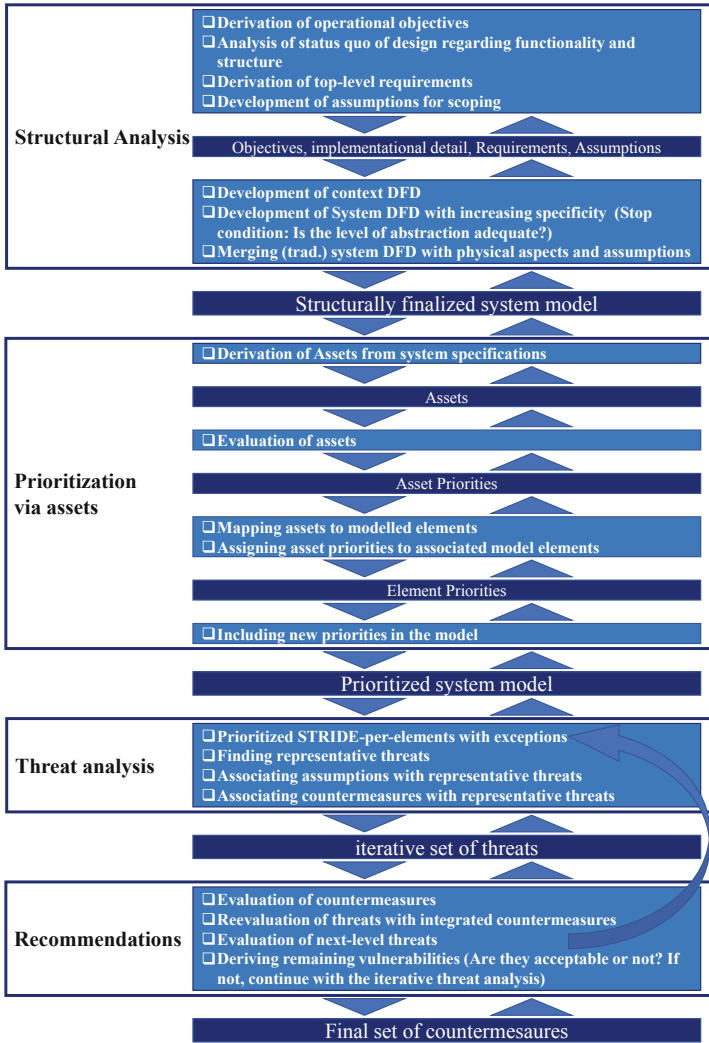 Structural Analysis
❑Derivation of operational objectives
❑Analysis of status quo of design regarding functionality and
structure
❑Derivation of top-level requirements
❑Development of assumptions for scoping
Objectives, implementational detail, Requirements, Assumptions
❑Development of context DFD
❑Development of System DFD with increasing specificity (Stop
condition: Is the level of abstraction adequate?)
❑Merging (trad.) system DFD with physical aspects and assumptions
Structurally finalized system model
Prioritization
via assets
❑Derivation of Assets from system specifications
Assets
❑Evaluation of assets
Asset Priorities
❑Mapping assets to modelled elements
❑Assigning asset priorities to associated model elements
Element Priorities
❑Including new priorities in the model
Prioritized system model
Threat analysis
❑Prioritized STRIDE-per-elements with exceptions
❑Finding representative threats
❑Associating assumptions with representative threats
❑Associating countermeasures with representative threats
iterative set of threats
Recommendations
❑Evaluation of countermeasures
❑Reevaluation of threats with integrated countermeasures
❑Evaluation of next-level threats
❑Deriving remaining vulnerabilities (Are they acceptable or not? If
not, continue with the iterative threat analysis)
Final set of countermesaures